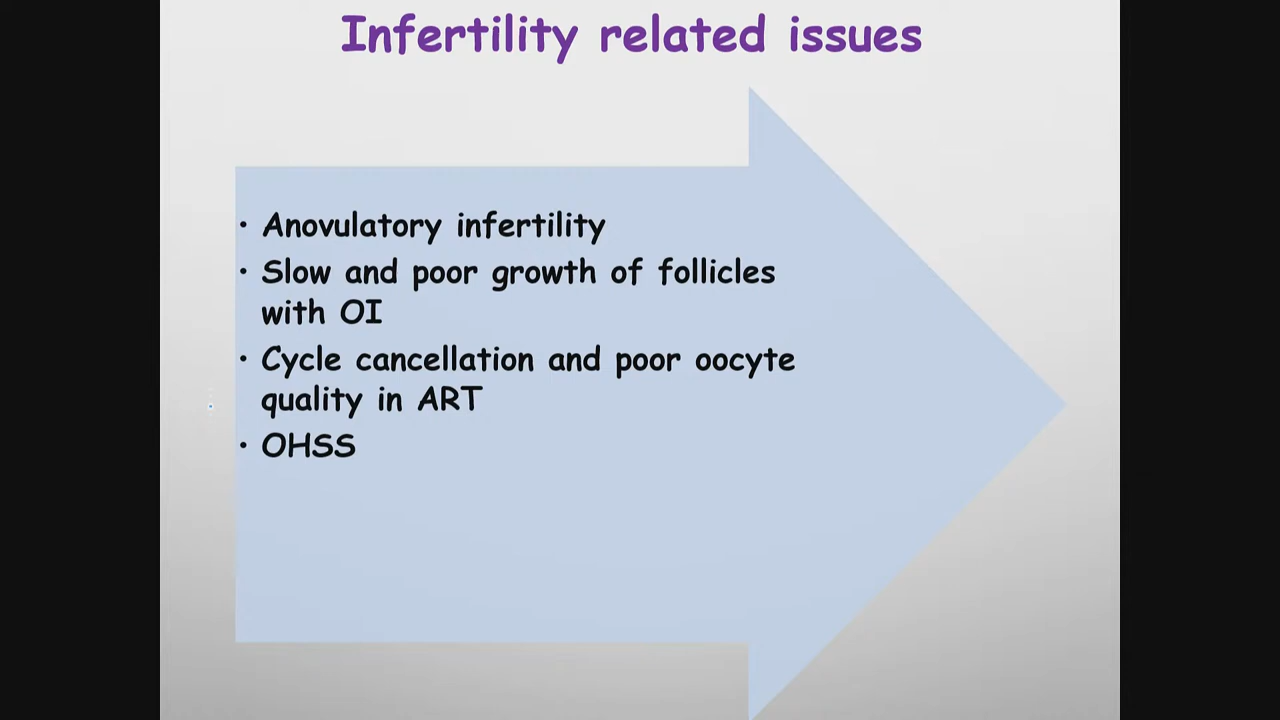 Infertility related issues
• Anovulatory infertility
• Slow and poor growth of follicles
with OI
• Cycle cancellation and poor oocyte
quality in ART
• OHSS